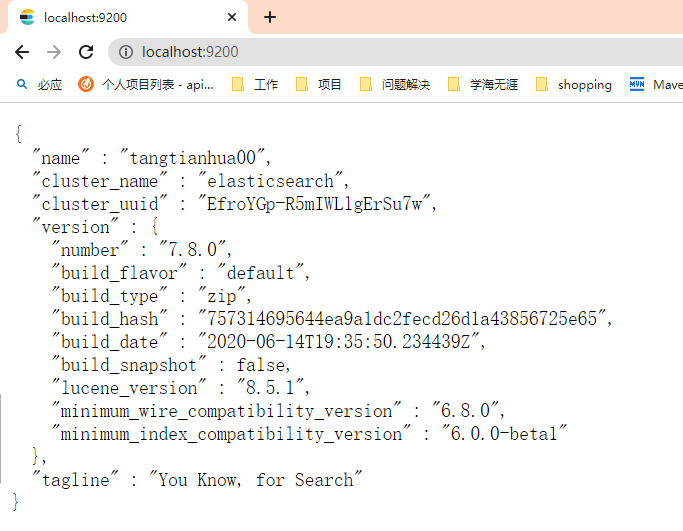 localhost:9200
localhost:9200
必应 个人项目列表 - api... 工作 项目 问题解决 学海无涯 shopping MVN Mave
{
"name" : "tangtianhua00",
"cluster_name" : "elasticsearch",
"cluster_uuid" : "EfroYGp-R5mIWLlgErSu7w",
"version" : {
"number" : "7.8.0",
"build_flavor" : "default",
"build_type" : "zip",
"build_hash" : "757314695644ea9a1dc2fecd26d1a43856725e65",
"build_date" : "2020-06-14T19:35:50.234439Z",
"build_snapshot" : false,
"lucene_version" : "8.5.1",
"minimum_wire_compatibility_version" : "6.8.0",
"minimum_index_compatibility_version" : "6.0.0-beta1"
},
"tagline" : "You Know, for Search"
}